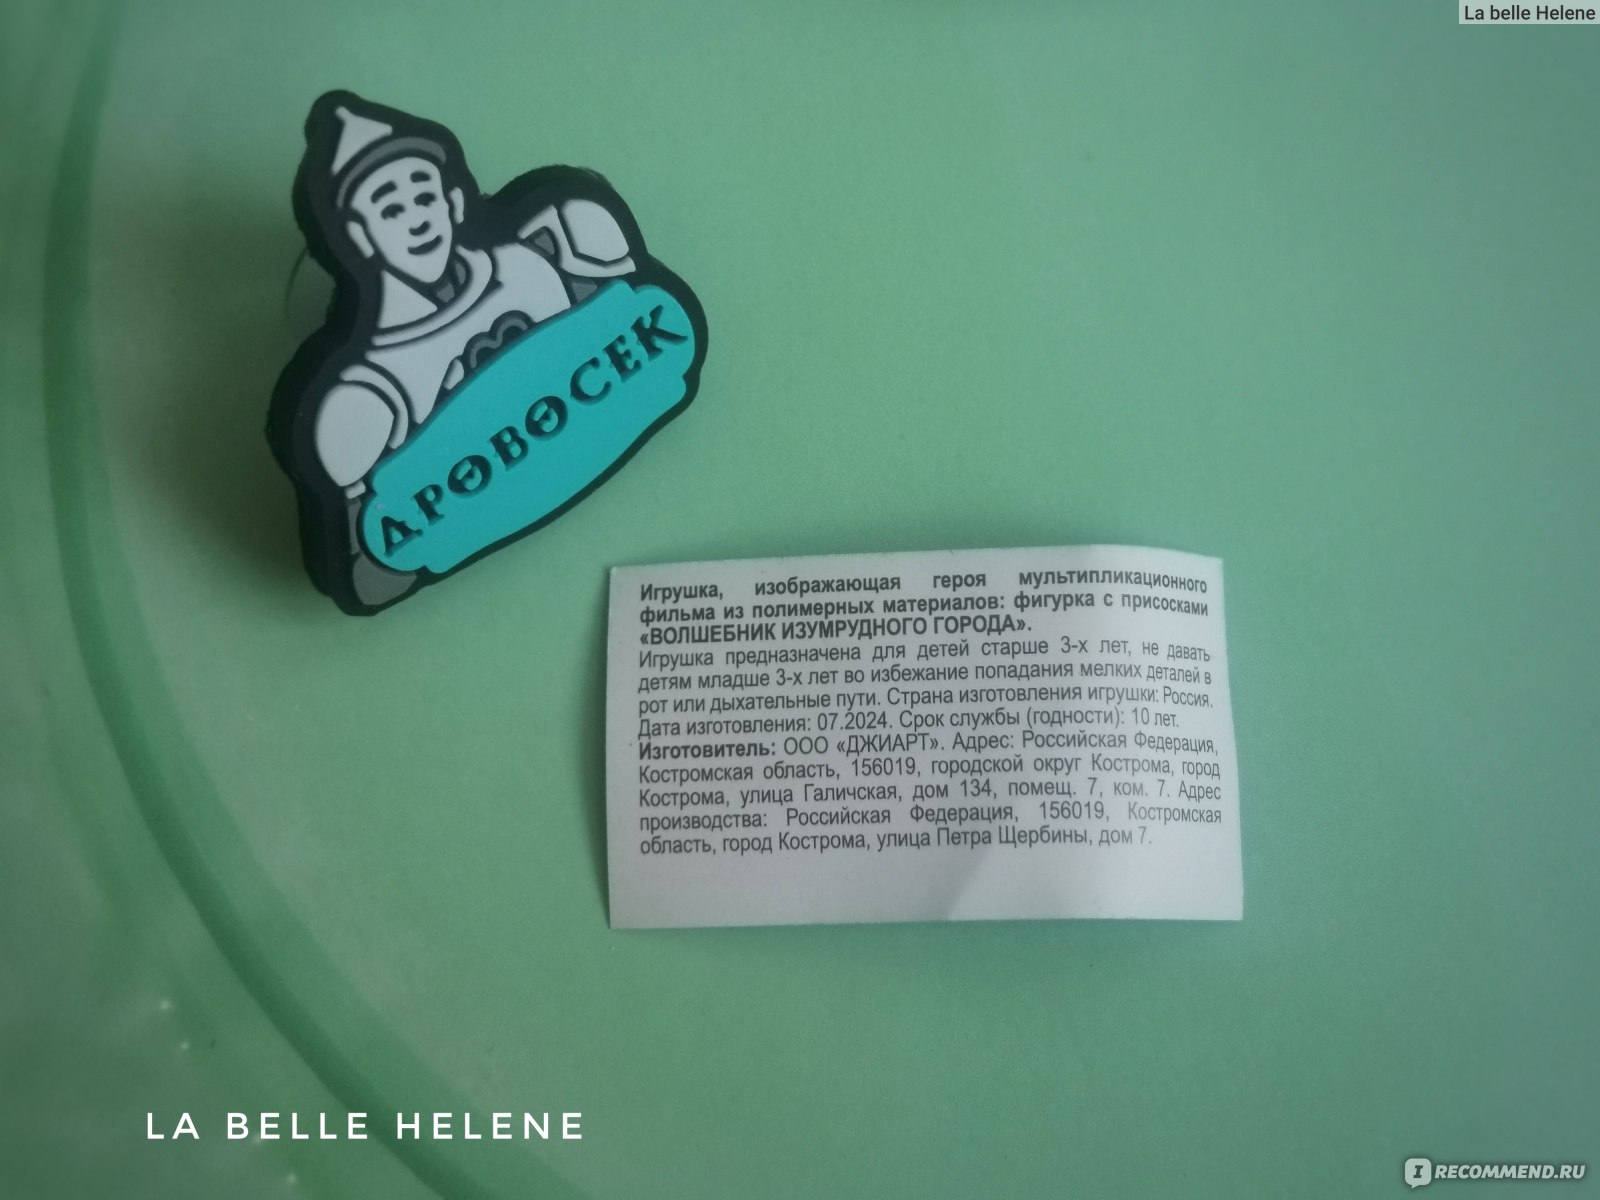 La belle Helene
ДРОВОСЕК
Игрушка, изображающая героя мультипликационного
фильма из полимерных материалов: фигурка с присосками
«ВОЛШЕБНИК ИЗУМРУДНОГО ГОРОДА».
Игрушка предназначена для детей старше 3-х лет, не давать
детям младше 3-х лет во избежание попадания мелких деталей в
рот или дыхательные пути. Страна изготовления игрушки: Россия.
Дата изготовления: 07.2024. Срок службы (годности): 10 лет.
Изготовитель: ООО «ДЖИАРТ». Адрес: Российская Федерация,
Костромская область, 156019, городской округ Кострома, город
Кострома, улица Галичская, дом 134, помещ. 7, ком. 7. Адрес
производства: Российская Федерация, 156019, Костромская
область, город Кострома, улица Петра Щербины, дом 7.
LA BELLE HELENE
IRECOMMEND.RU